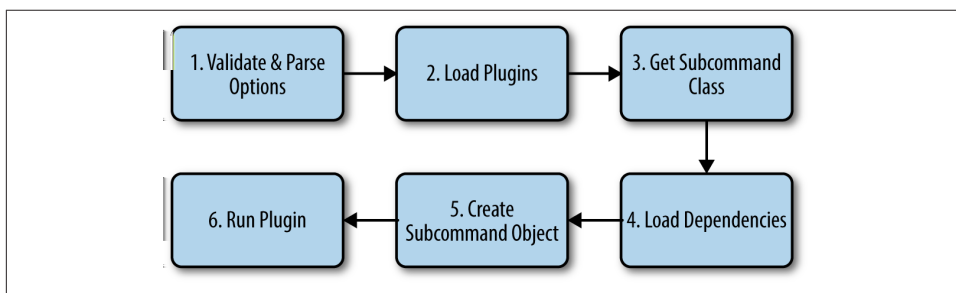 1. Validate & Parse
Options
2. Load Plugins
3. Get Subcommand
Class
4. Load Dependencies
5. Create
Subcommand Object
6. Run Plugin